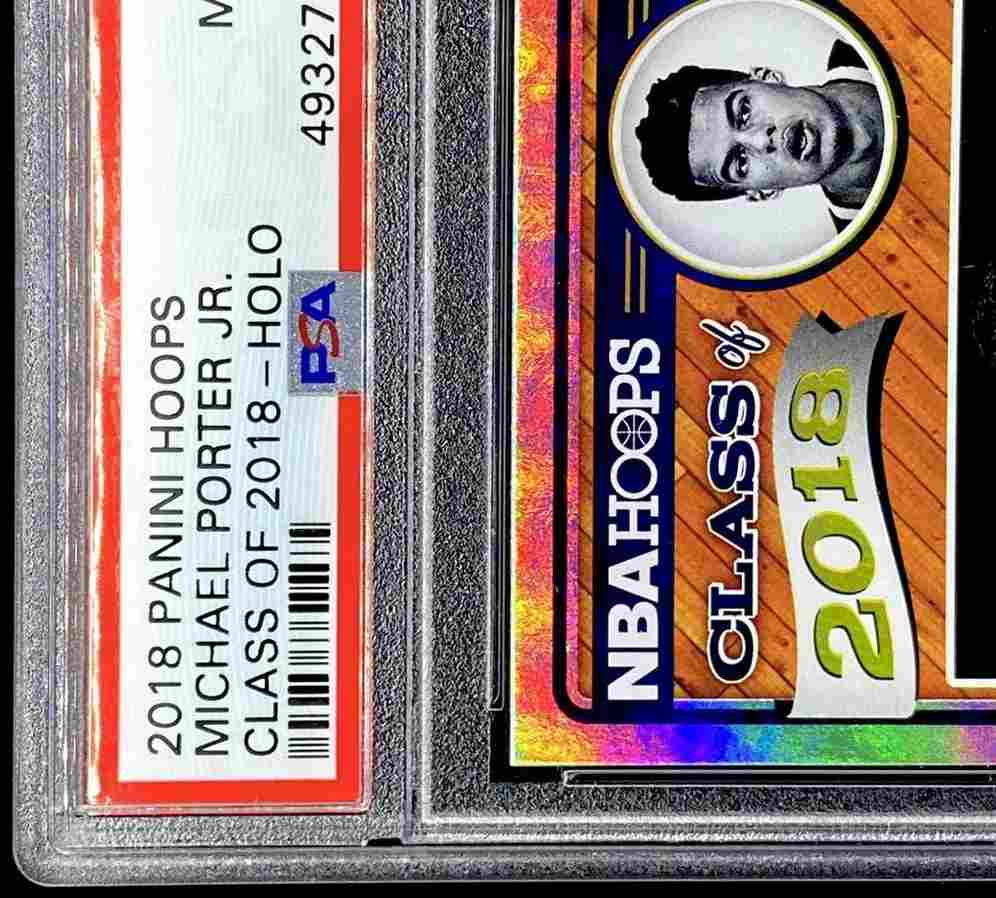 2018 PANINI HOOPS
MICHAEL PORTER JR.
CLASS OF 2018-HOLO
PSA
49327
NBA HOOPS
CLASS of
2018